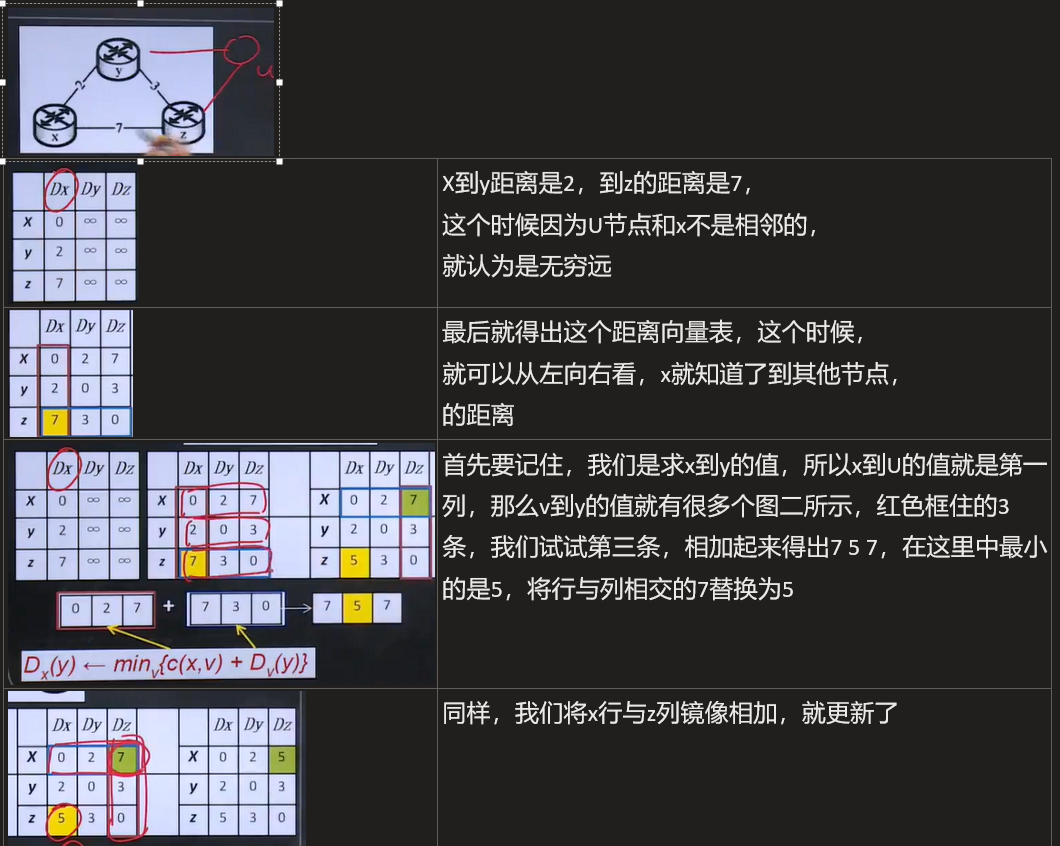 y
u
2
3
x
7
z
Dx Dy Dz
X 0 ∞ ∞
y 2 ∞ ∞
z 7 ∞ ∞
X到y距离是2，到z的距离是7，
这个时候因为U节点和x不是相邻的，
就认为是无穷远
Dx Dy Dz
X 0 2 7
y 2 0 3
z 7 3 0
最后就得出这个距离向量表，这个时候，
就可以从左向右看，x就知道了到其他节点，
的距离
Dx Dy Dz Dx Dy Dz Dx Dy Dz
X 0 ∞ ∞ X 0 2 7 X 0 2 7
y 2 ∞ ∞ y 2 0 3 y 2 0 3
z 7 ∞ ∞ z 7 3 0 z 5 3 0
0 2 7 + 7 3 0 → 7 5 7
Dx(y) ← minv{c(x,v) + Dv(y)}
首先要记住，我们是求x到y的值，所以x到U的值就是第一
列，那么v到y的值就有很多个图二所示，红色框住的3
条，我们试试第三条，相加起来得出7 5 7，在这里中最小
的是5，将行与列相交的7替换为5
Dx Dy Dz Dx Dy Dz
X 0 2 7 X 0 2 5
y 2 0 3 y 2 0 3
z 5 3 0 z 5 3 0
同样，我们将x行与z列镜像相加，就更新了